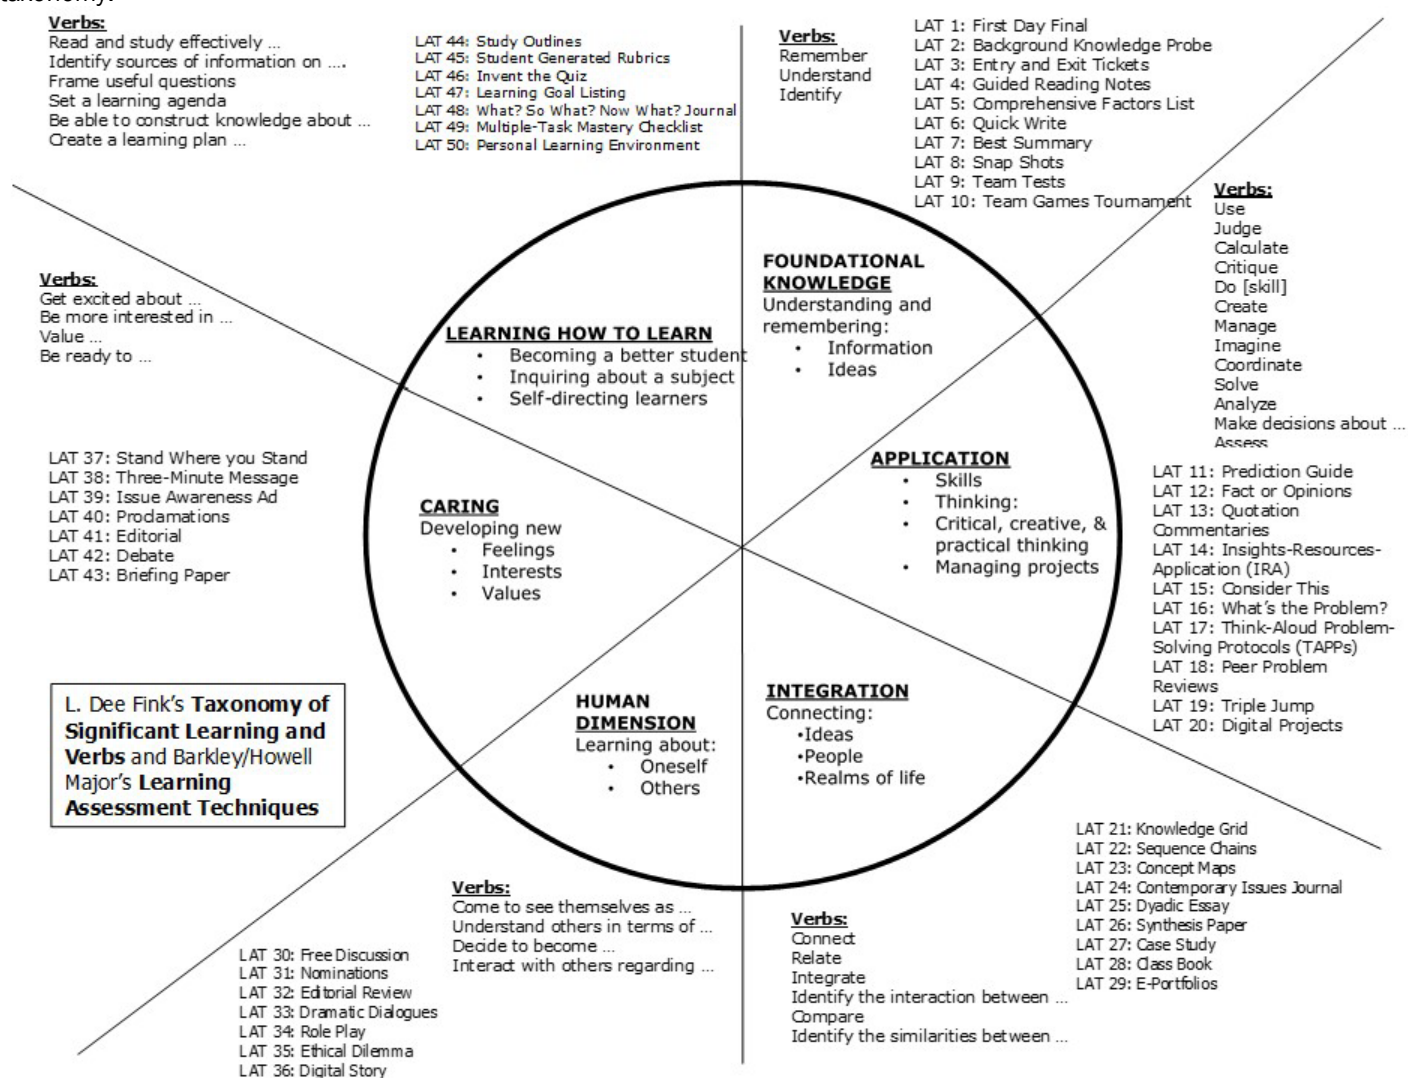 taxonomy.
Verbs:
Read and study effectively ...
Identify sources of information on ....
Frame useful questions
Set a learning agenda
Be able to construct knowledge about ...
Create a learning plan ...
LAT 44: Study Outlines
LAT 45: Student Generated Rubrics
LAT 46: Invent the Quiz
LAT 47: Learning Goal Listing
LAT 48: What? So What? Now What? Journal
LAT 49: Multiple-Task Mastery Checklist
LAT 50: Personal Learning Environment
Verbs:
Remember
Understand
Identify
LAT 1: First Day Final
LAT 2: Background Knowledge Probe
LAT 3: Entry and Exit Tickets
LAT 4: Guided Reading Notes
LAT 5: Comprehensive Factors List
LAT 6: Quick Write
LAT 7: Best Summary
LAT 8: Snap Shots
LAT 9: Team Tests
LAT 10: Team Games Tournament
Verbs:
Use
Judge
Calculate
Critique
Do [skill]
Create
Manage
Imagine
Coordinate
Solve
Analyze
Make decisions about ...
Assess
LAT 11: Prediction Guide
LAT 12: Fact or Opinions
LAT 13: Quotation
Commentaries
LAT 14: Insights-Resources-
Application (IRA)
LAT 15: Consider This
LAT 16: What's the Problem?
LAT 17: Think-Aloud Problem-
Solving Protocols (TAPPs)
LAT 18: Peer Problem
Reviews
LAT 19: Triple Jump
LAT 20: Digital Projects
Verbs:
Get excited about ...
Be more interested in ...
Value ...
Be ready to ...
LAT 37: Stand Where you Stand
LAT 38: Three-Minute Message
LAT 39: Issue Awareness Ad
LAT 40: Proclamations
LAT 41: Editorial
LAT 42: Debate
LAT 43: Briefing Paper
LEARNING HOW TO LEARN
• Becoming a better student
• Inquiring about a subject
• Self-directing learners
FOUNDATIONAL
KNOWLEDGE
Understanding and
remembering:
• Information
• Ideas
APPLICATION
• Skills
• Thinking:
• Critical, creative, &
practical thinking
• Managing projects
CARING
Developing new
• Feelings
• Interests
• Values
HUMAN
DIMENSION
Learning about:
• Oneself
• Others
INTEGRATION
Connecting:
•Ideas
•People
•Realms of life
L. Dee Fink's Taxonomy of
Significant Learning and
Verbs and Barkley/Howell
Major's Learning
Assessment Techniques
Verbs:
Come to see themselves as ...
Understand others in terms of ...
Decide to become ...
Interact with others regarding ...
LAT 30: Free Discussion
LAT 31: Nominations
LAT 32: Editorial Review
LAT 33: Dramatic Dialogues
LAT 34: Role Play
LAT 35: Ethical Dilemma
LAT 36: Digital Story
Verbs:
Connect
Relate
Integrate
Identify the interaction between ...
Compare
Identify the similarities between ...
LAT 21: Knowledge Grid
LAT 22: Sequence Chains
LAT 23: Concept Maps
LAT 24: Contemporary Issues Journal
LAT 25: Dyadic Essay
LAT 26: Synthesis Paper
LAT 27: Case Study
LAT 28: Class Book
LAT 29: E-Portfolios